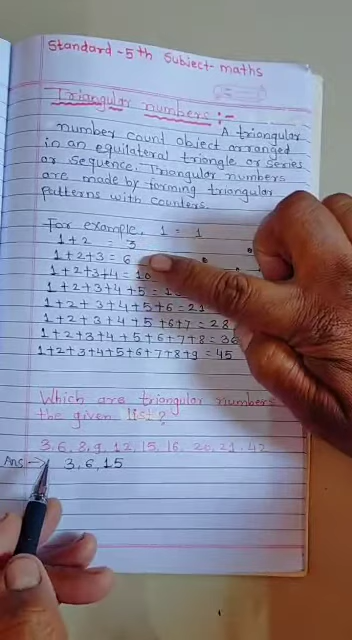 Standard-5th Subject-maths
Triangular numbers :-
A triangular
number count object arranged
in an equilateral triangle or series
or sequence. Triangular numbers
are made by forming triangular
patterns with counters.
For example, 1 = 1
1+2 = 3
1+2+3 = 6
1+2+3+4 = 10
1+2+3+4+5 =
1+2+3+4+5+6 = 21
1+2+3+4+5+6+7 = 28
1+2+3+4+5+6+7+8 = 36
1+2+3+4+5+6+7+8+9 = 45
Which are triangular numbers
the given list?
3,6,8,9,12,15,16, 20,21,42
Ans → 3,6,15